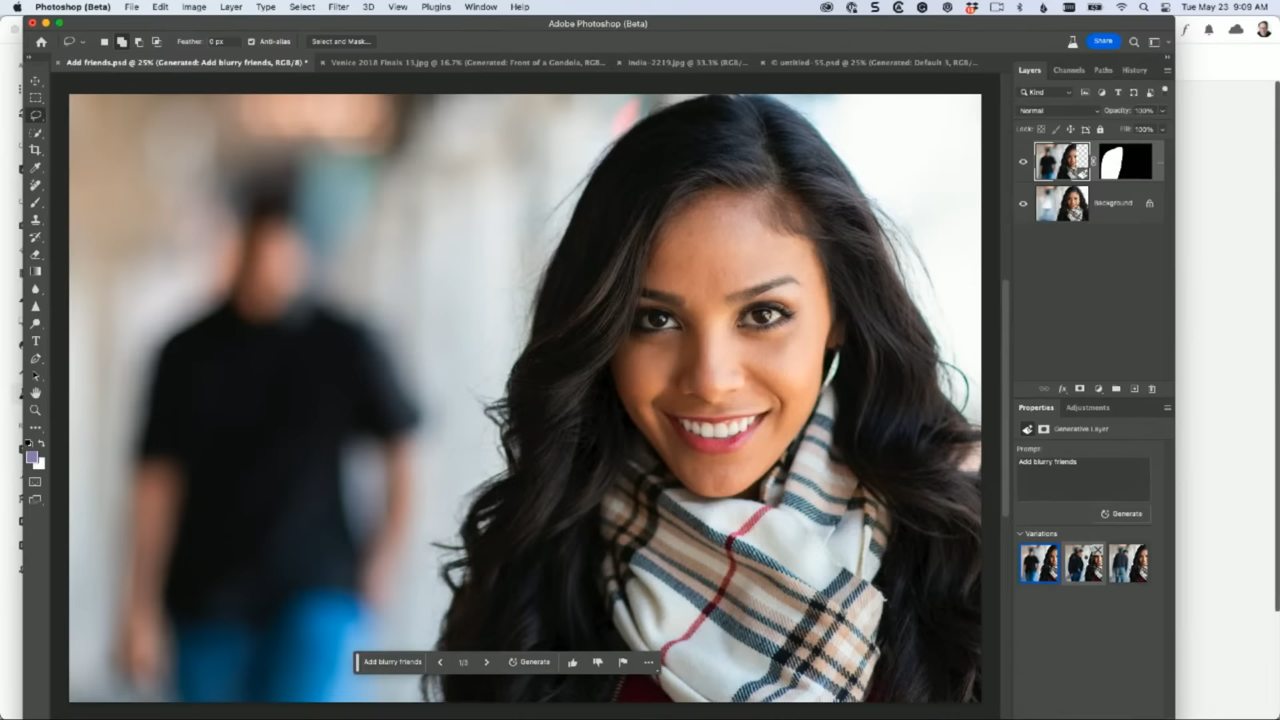 Photoshop (Beta) File Edit Image Layer Type Select Filter 3D View Plugins Window Help Tue May 23 9:09 AM
Adobe Photoshop (Beta)
Feather: 0 px Anti-alias Select and Mask... Share
Add friends.psd @ 25% (Generated: Add blurry friends, RGB/8) * Venice 2018 Finals 13.jpg @ 16.7% (Generated: Front of a Gondola, RGB... India-2219.jpg @ 33.3% (RGB/... © untitled-55.psd @ 25% (Generated: Default 3, RGB/...
Layers Channels Paths History
Kind
Normal Opacity: 100%
Lock: Fill: 100%
Background
Properties Adjustments
Generative Layer
Prompt:
Add blurry friends
Generate
Variations
Add blurry friends 1/3 Generate